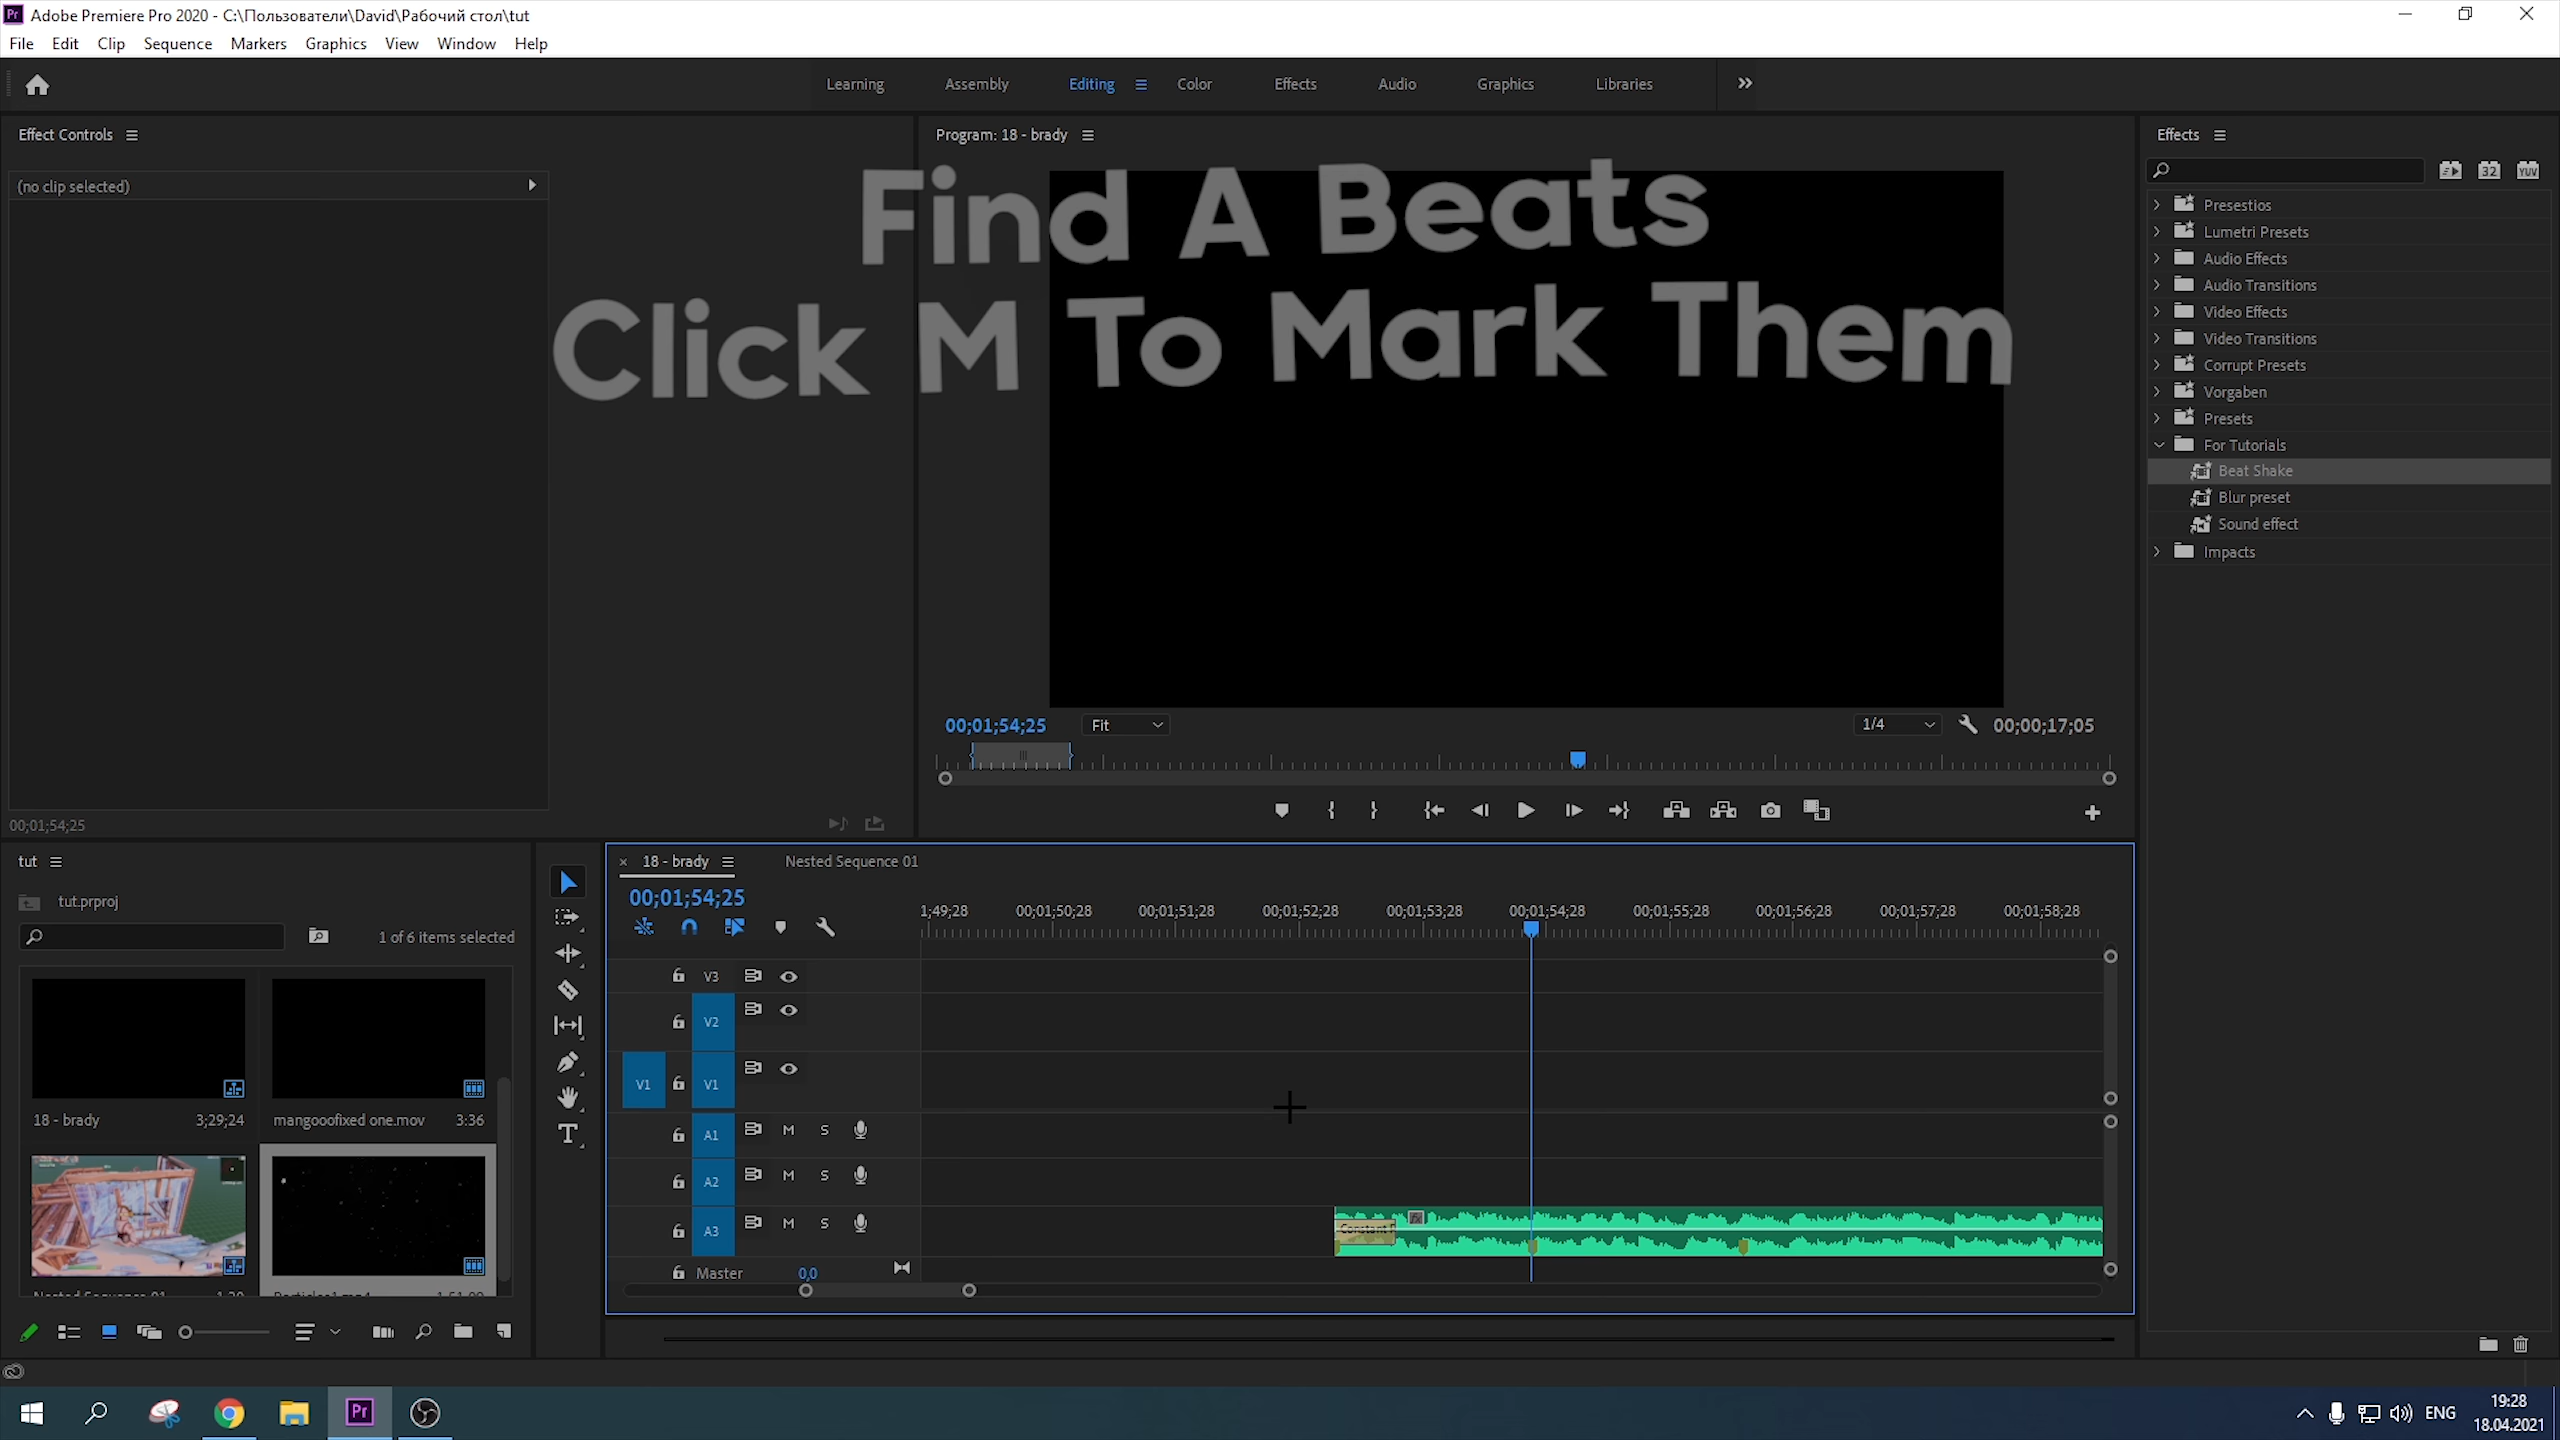 Adobe Premiere Pro 2020 - C:\Пользователи\David\Рабочий стол\tut
File Edit Clip Sequence Markers Graphics View Window Help
Learning Assembly Editing Color Effects Audio Graphics Libraries
Effect Controls
(no clip selected)
00;01;54;25
Program: 18 - brady
Find A Beats
Click M To Mark Them
00;01;54;25 Fit 1/4 00;00;17;05
Effects
32 YUV
Presestios
Lumetri Presets
Audio Effects
Audio Transitions
Video Effects
Video Transitions
Corrupt Presets
Vorgaben
Presets
For Tutorials
Beat Shake
Blur preset
Sound effect
Impacts
tut
tut.prproj
1 of 6 items selected
18 - brady 3;29;24
mangooofixed one.mov 3:36
18 - brady Nested Sequence 01
00;01;54;25
1;49;28 00;01;50;28 00;01;51;28 00;01;52;28 00;01;53;28 00;01;54;28 00;01;55;28 00;01;56;28 00;01;57;28 00;01;58;28
V3
V2
V1 V1
A1 M S
A2 M S
A3 M S
fx
Master 0,0
Pr
ENG
19:28
18.04.2021